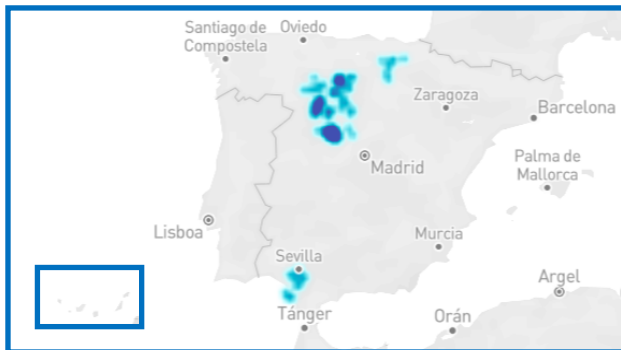 Santiago de
Compostela
Oviedo
Zaragoza
Barcelona
Madrid
Palma de
Mallorca
Lisboa
Sevilla
Murcia
Argel
Tánger
Orán